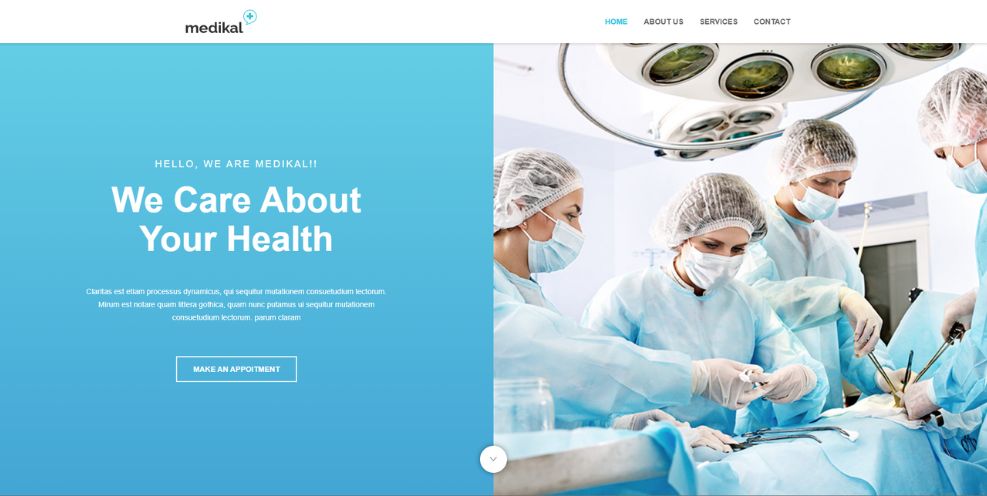 medikal
HOME ABOUT US SERVICES CONTACT
HELLO, WE ARE MEDIKAL!!
We Care About
Your Health
Claritas est etiam processus dynamicus, qui sequitur mutationem consuetudium lectorum.
Mirum est notare quam littera gothica, quam nunc putamus ui sequitur mutationem
consuetudium lectorum. parum claram
MAKE AN APPOITMENT